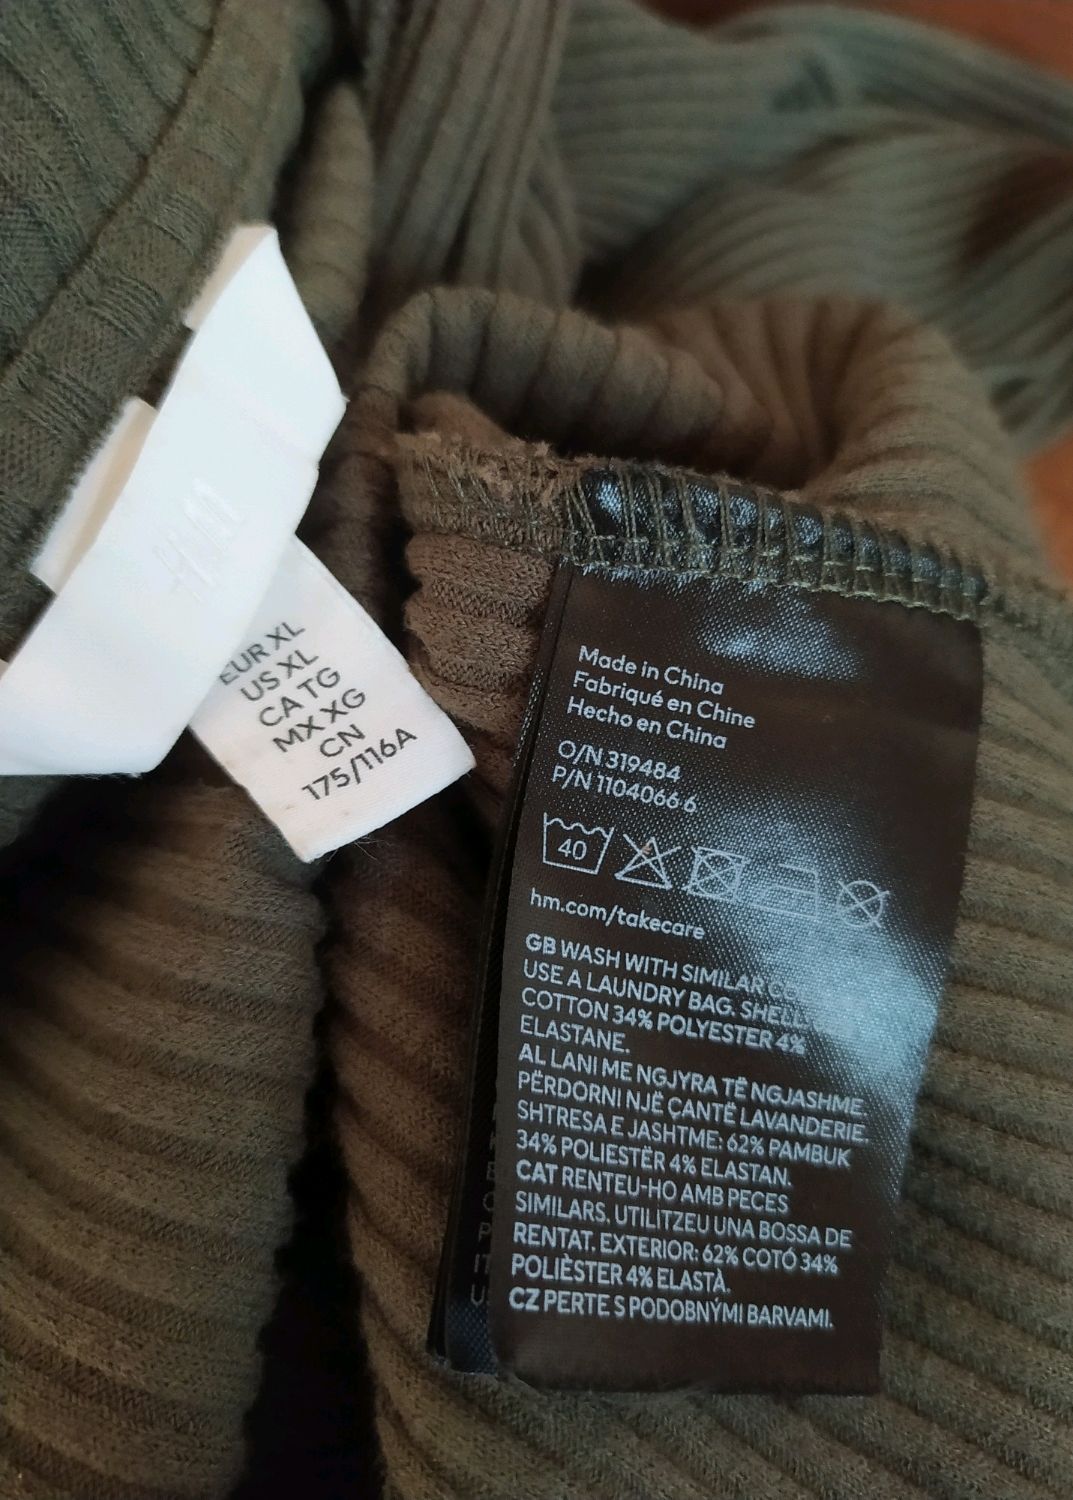 H&M
EUR XL
US XL
CA TG
MX XG
CN
175/116A
Made in China
Fabriqué en Chine
Hecho en China
O/N 319484
P/N 1104066 6
40
hm.com/takecare
GB WASH WITH SIMILAR
USE A LAUNDRY BAG. SHELL:
COTTON 34% POLYESTER 4%
ELASTANE.
AL LANI ME NGJYRA TË NGJASHME.
PËRDORNI NJË ÇANTË LAVANDERIE.
SHTRESA E JASHTME: 62% PAMBUK
34% POLIESTËR 4% ELASTAN.
CAT RENTEU-HO AMB PECES
SIMILARS. UTILITZEU UNA BOSSA DE
RENTAT. EXTERIOR: 62% COTÓ 34%
POLIÈSTER 4% ELASTÀ.
CZ PERTE S PODOBNÝMI BARVAMI.